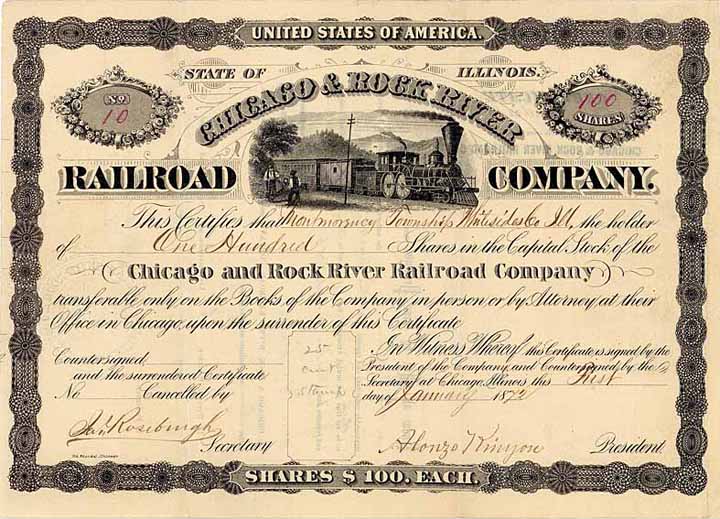 UNITED STATES OF AMERICA.
STATE OF ILLINOIS.
No. 10
100 SHARES
CHICAGO & ROCK RIVER
RAILROAD COMPANY.
This Certifies that Montmorency Township Whitesides Co Ill, the holder
of One Hundred Shares in the Capital Stock of the
Chicago and Rock River Railroad Company
transferable only on the Books of the Company in person or by Attorney, at their
Office in Chicago, upon the surrender of this Certificate
Countersigned
and the surrendered Certificate
No Cancelled by
25
cent
Stamp
In Witness Whereof this Certificate is signed by the
President of the Company, and Countersigned by the
Secretary at Chicago, Illinois this First
day of January 1872
Rosebrugh
Secretary
Alonzo Kinyon
President.
SHARES $ 100. EACH.